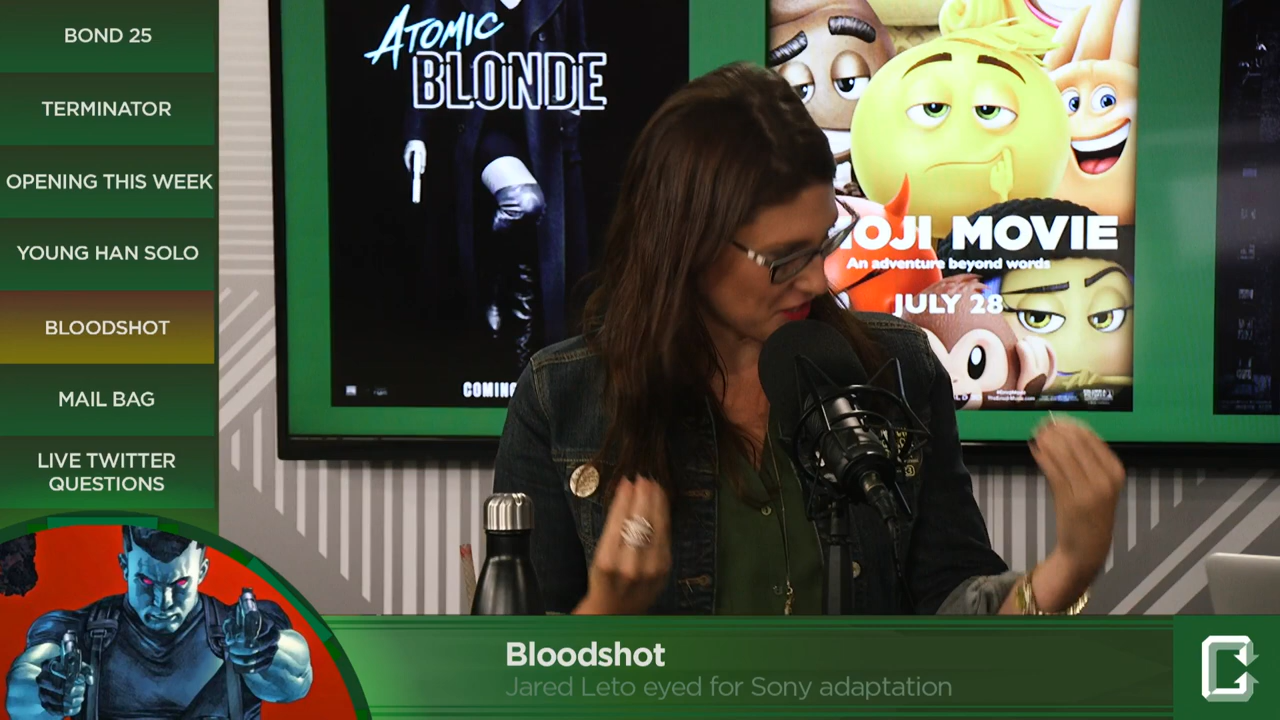 BOND 25
TERMINATOR
OPENING THIS WEEK
YOUNG HAN SOLO
BLOODSHOT
MAIL BAG
LIVE TWITTER
QUESTIONS
ATOMIC
BLONDE
COMING
MOJI MOVIE
An adventure beyond words
JULY 28
Bloodshot
Jared Leto eyed for Sony adaptation